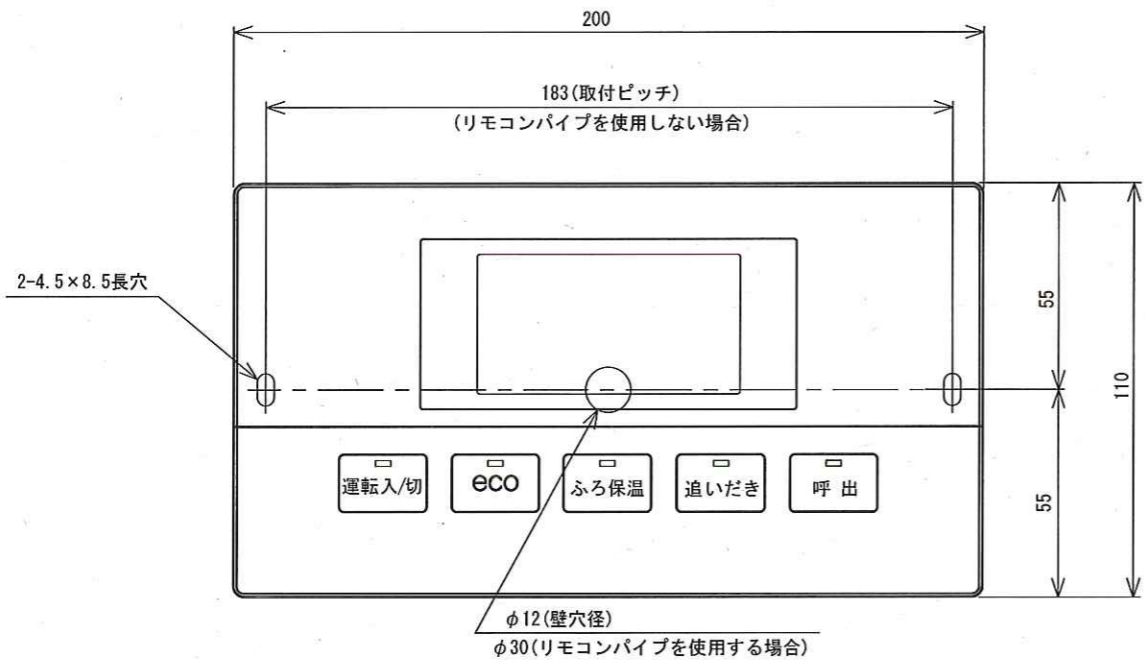 200
183(取付ピッチ)
(リモコンパイプを使用しない場合)
2-4.5×8.5長穴
55
110
55
運転入/切
eco
ふろ保温
追いだき
呼出
φ12(壁穴径)
φ30(リモコンパイプを使用する場合)